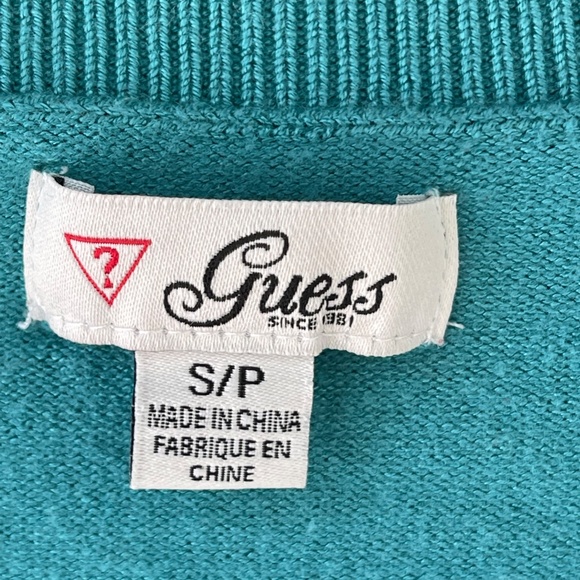 ?
Guess
SINCE 1981
S/P
MADE IN CHINA
FABRIQUE EN
CHINE